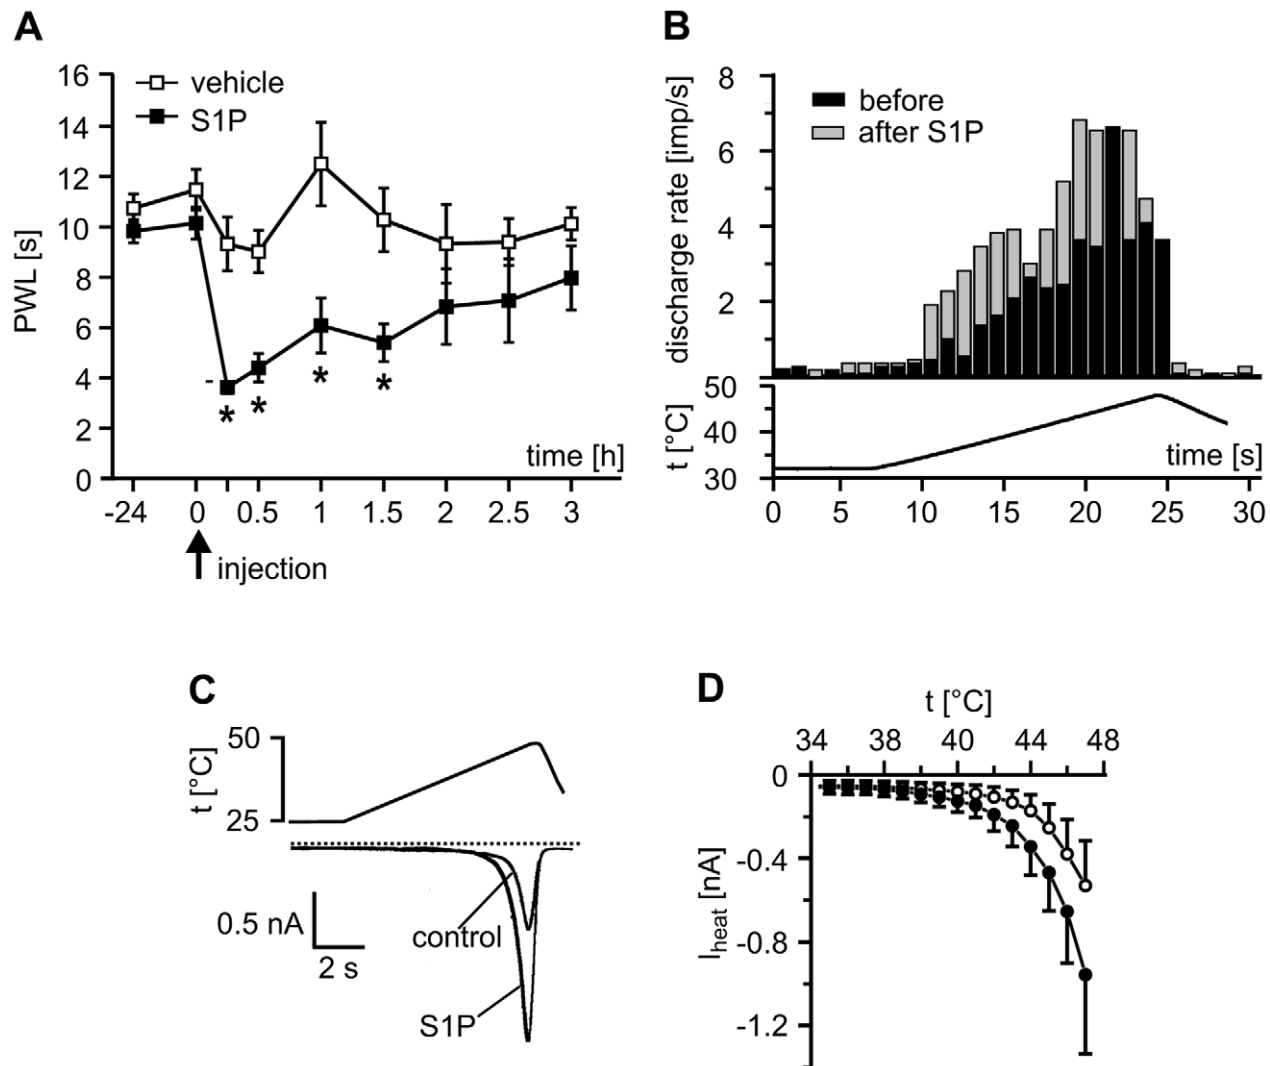 A
PWL [s]
16
14
12
10
8
6
4
2
0
vehicle
S1P
*
*
*
*
time [h]
-24
0
0.5
1
1.5
2
2.5
3
injection
B
discharge rate [imp/s]
8
6
4
2
before
after S1P
t [°C]
50
40
30
time [s]
0
5
10
15
20
25
30
C
t [°C]
50
25
0.5 nA
2 s
control
S1P
D
t [°C]
34
38
40
44
48
0
-0.4
-0.8
-1.2
Iheat [nA]